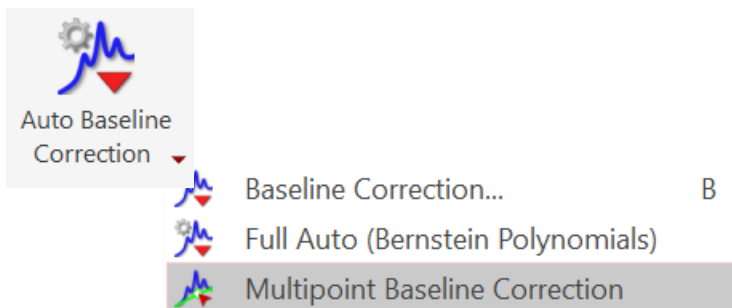 Auto Baseline
Correction
Baseline Correction... B
Full Auto (Bernstein Polynomials)
Multipoint Baseline Correction